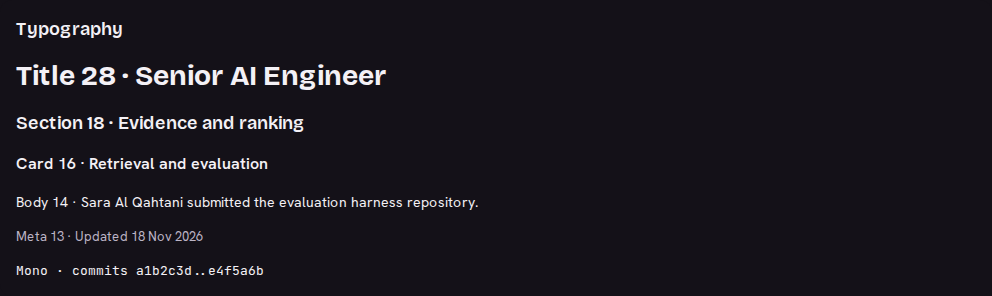 Typography
Title 28 · Senior AI Engineer
Section 18 · Evidence and ranking
Card 16 · Retrieval and evaluation
Body 14 · Sara Al Qahtani submitted the evaluation harness repository.
Meta 13 · Updated 18 Nov 2026
Mono · commits a1b2c3d..e4f5a6b